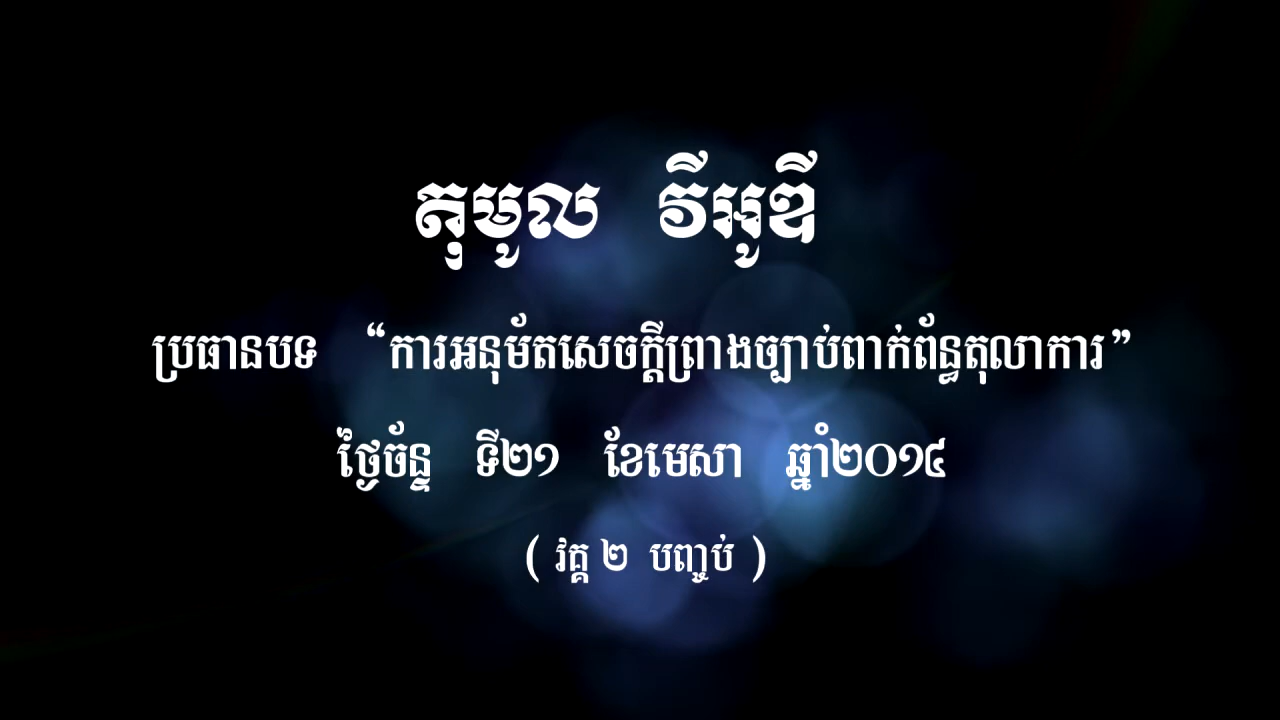 តុមូល វីអូឌី
ប្រធានបទ “ការអនុម័តសេចក្ដីព្រាងច្បាប់ពាក់ព័ន្ធតុលាការ”
ថ្ងៃច័ន្ទ ទី២១ ខែមេសា ឆ្នាំ២០១៤
( វគ្គ ២ បញ្ចប់ )